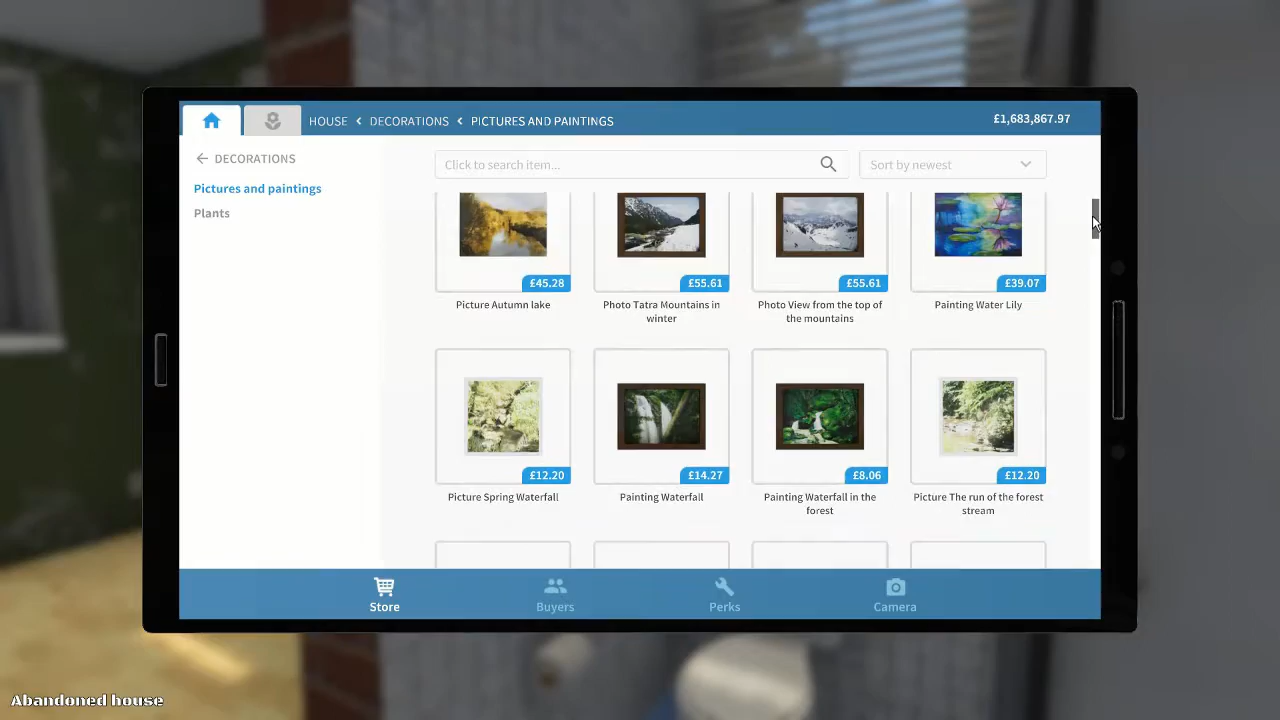 HOUSE < DECORATIONS < PICTURES AND PAINTINGS
£1,683,867.97
← DECORATIONS
Click to search item...
Sort by newest
Pictures and paintings
Plants
£45.28
£55.61
£55.61
£39.07
Picture Autumn lake
Photo Tatra Mountains in
winter
Photo View from the top of
the mountains
Painting Water Lily
£12.20
£14.27
£8.06
£12.20
Picture Spring Waterfall
Painting Waterfall
Painting Waterfall in the
forest
Picture The run of the forest
stream
Store
Buyers
Perks
Camera
Abandoned house